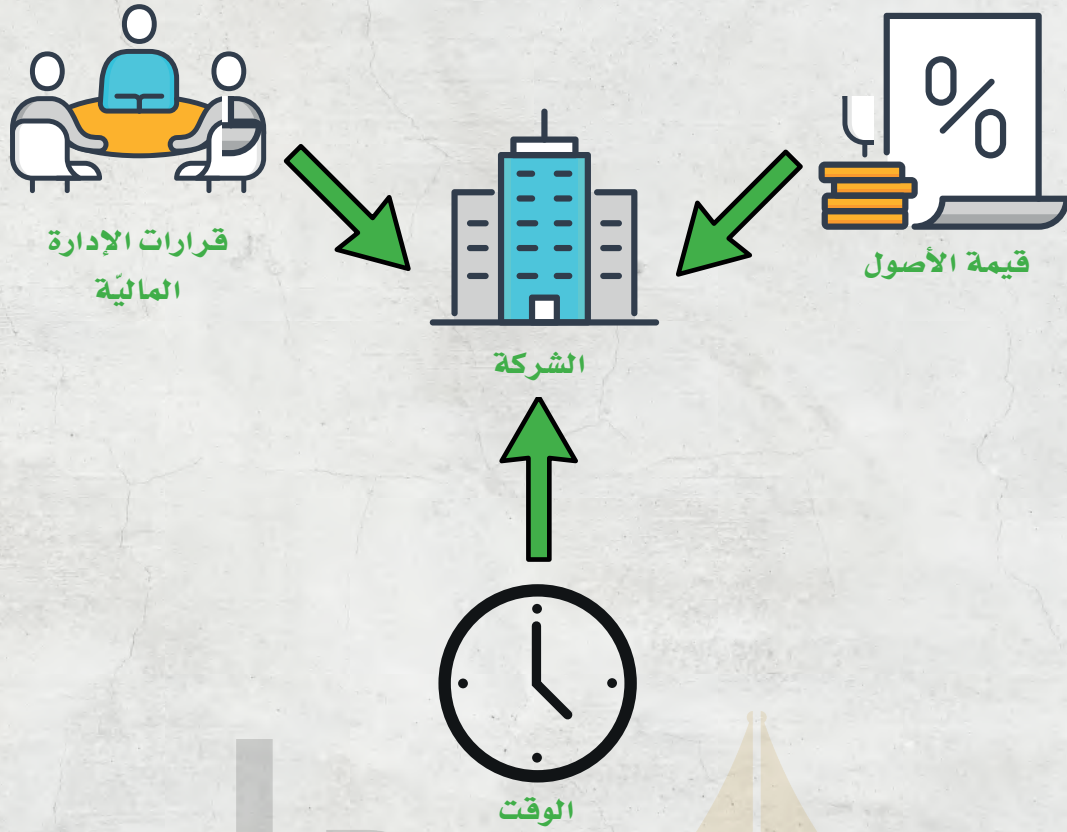 قرارات الإدارة
الماليّة
قيمة الأصول
الشركة
الوقت